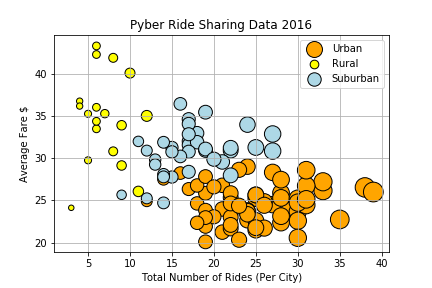 Pyber Ride Sharing Data 2016
Urban
Rural
Suburban
Average Fare $
40
35
30
25
20
5
10
15
20
25
30
35
40
Total Number of Rides (Per City)